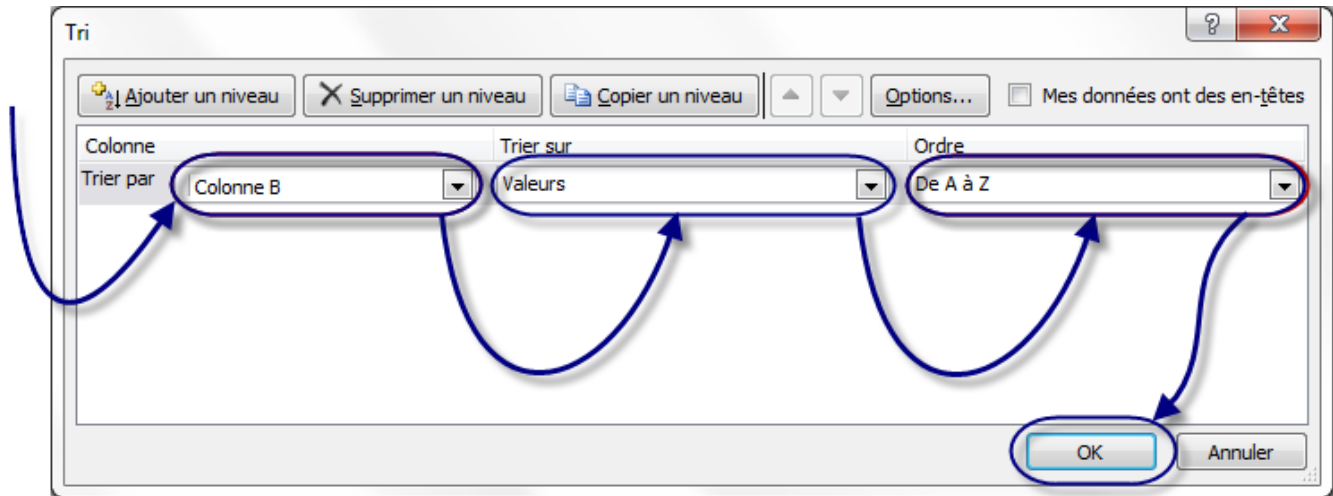 Tri
Ajouter un niveau Supprimer un niveau Copier un niveau Options... Mes données ont des en-têtes
Colonne Trier sur Ordre
Trier par Colonne B Valeurs De A à Z
OK Annuler